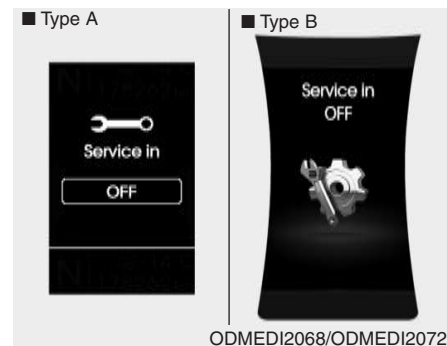 ■ Type A
■ Type B
Service in
OFF
Service in
OFF
ODMEDI2068/ODMEDI2072